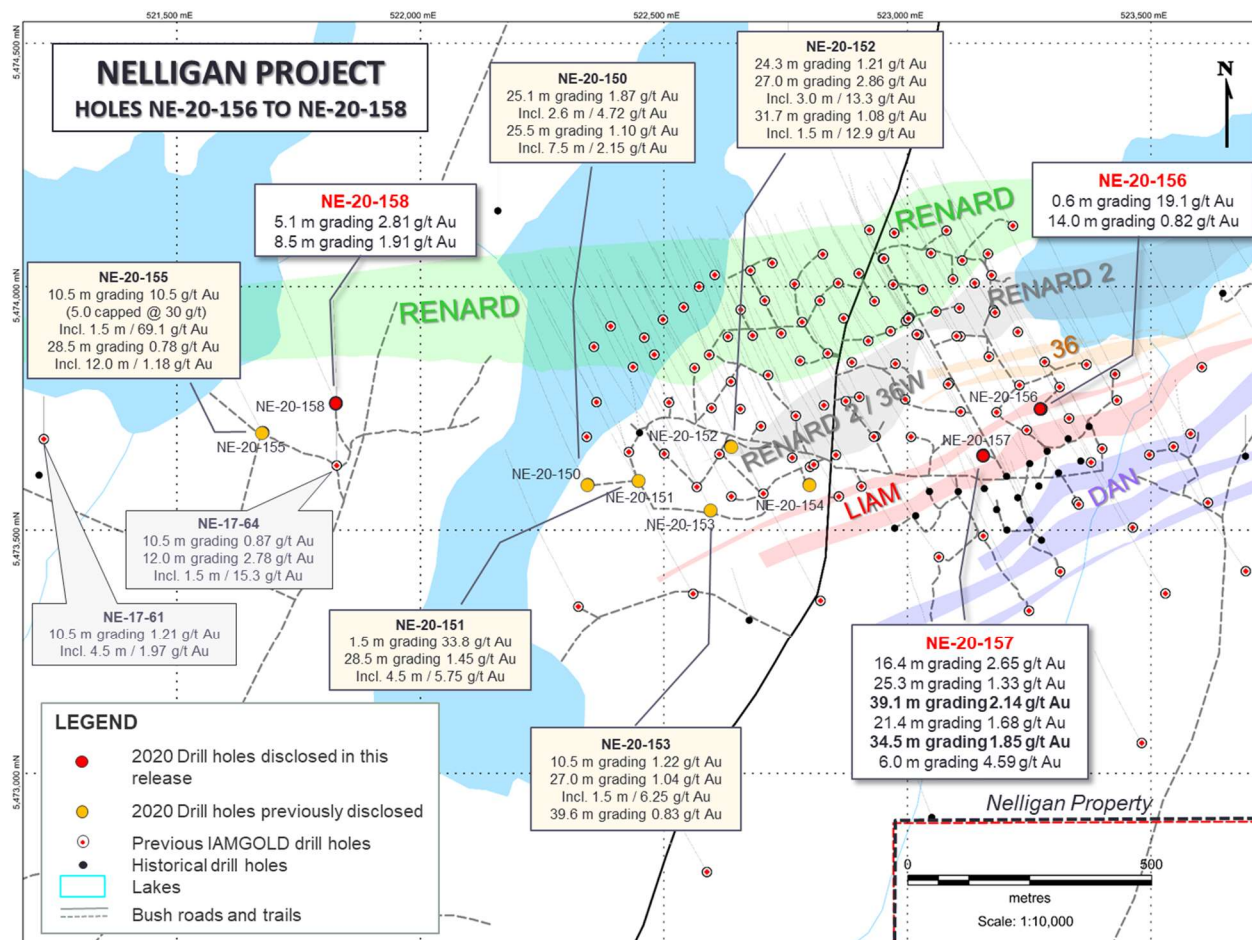 521,500 mE
522,000 mE
522,500 mE
523,000 mE
523,500 mE
5,474,500 mN
5,474,000 mN
5,473,500 mN
5,473,000 mN
NELLIGAN PROJECT
HOLES NE-20-156 TO NE-20-158
NE-20-150
25.1 m grading 1.87 g/t Au
Incl. 2.6 m / 4.72 g/t Au
25.5 m grading 1.10 g/t Au
Incl. 7.5 m / 2.15 g/t Au
NE-20-152
24.3 m grading 1.21 g/t Au
27.0 m grading 2.86 g/t Au
Incl. 3.0 m / 13.3 g/t Au
31.7 m grading 1.08 g/t Au
Incl. 1.5 m / 12.9 g/t Au
N
NE-20-158
5.1 m grading 2.81 g/t Au
8.5 m grading 1.91 g/t Au
NE-20-156
0.6 m grading 19.1 g/t Au
14.0 m grading 0.82 g/t Au
NE-20-155
10.5 m grading 10.5 g/t Au
(5.0 capped @ 30 g/t)
Incl. 1.5 m / 69.1 g/t Au
28.5 m grading 0.78 g/t Au
Incl. 12.0 m / 1.18 g/t Au
RENARD
RENARD
RENARD 2
36
RENARD 2 / 36W
LIAM
DAN
NE-20-158
NE-20-155
NE-20-152
NE-20-150
NE-20-151
NE-20-153
NE-20-154
NE-20-156
NE-20-157
NE-17-64
10.5 m grading 0.87 g/t Au
12.0 m grading 2.78 g/t Au
Incl. 1.5 m / 15.3 g/t Au
NE-17-61
10.5 m grading 1.21 g/t Au
Incl. 4.5 m / 1.97 g/t Au
NE-20-151
1.5 m grading 33.8 g/t Au
28.5 m grading 1.45 g/t Au
Incl. 4.5 m / 5.75 g/t Au
NE-20-153
10.5 m grading 1.22 g/t Au
27.0 m grading 1.04 g/t Au
Incl. 1.5 m / 6.25 g/t Au
39.6 m grading 0.83 g/t Au
NE-20-157
16.4 m grading 2.65 g/t Au
25.3 m grading 1.33 g/t Au
39.1 m grading 2.14 g/t Au
21.4 m grading 1.68 g/t Au
34.5 m grading 1.85 g/t Au
6.0 m grading 4.59 g/t Au
LEGEND
2020 Drill holes disclosed in this
release
2020 Drill holes previously disclosed
Previous IAMGOLD drill holes
Historical drill holes
Lakes
Bush roads and trails
Nelligan Property
0
500
metres
Scale: 1:10,000